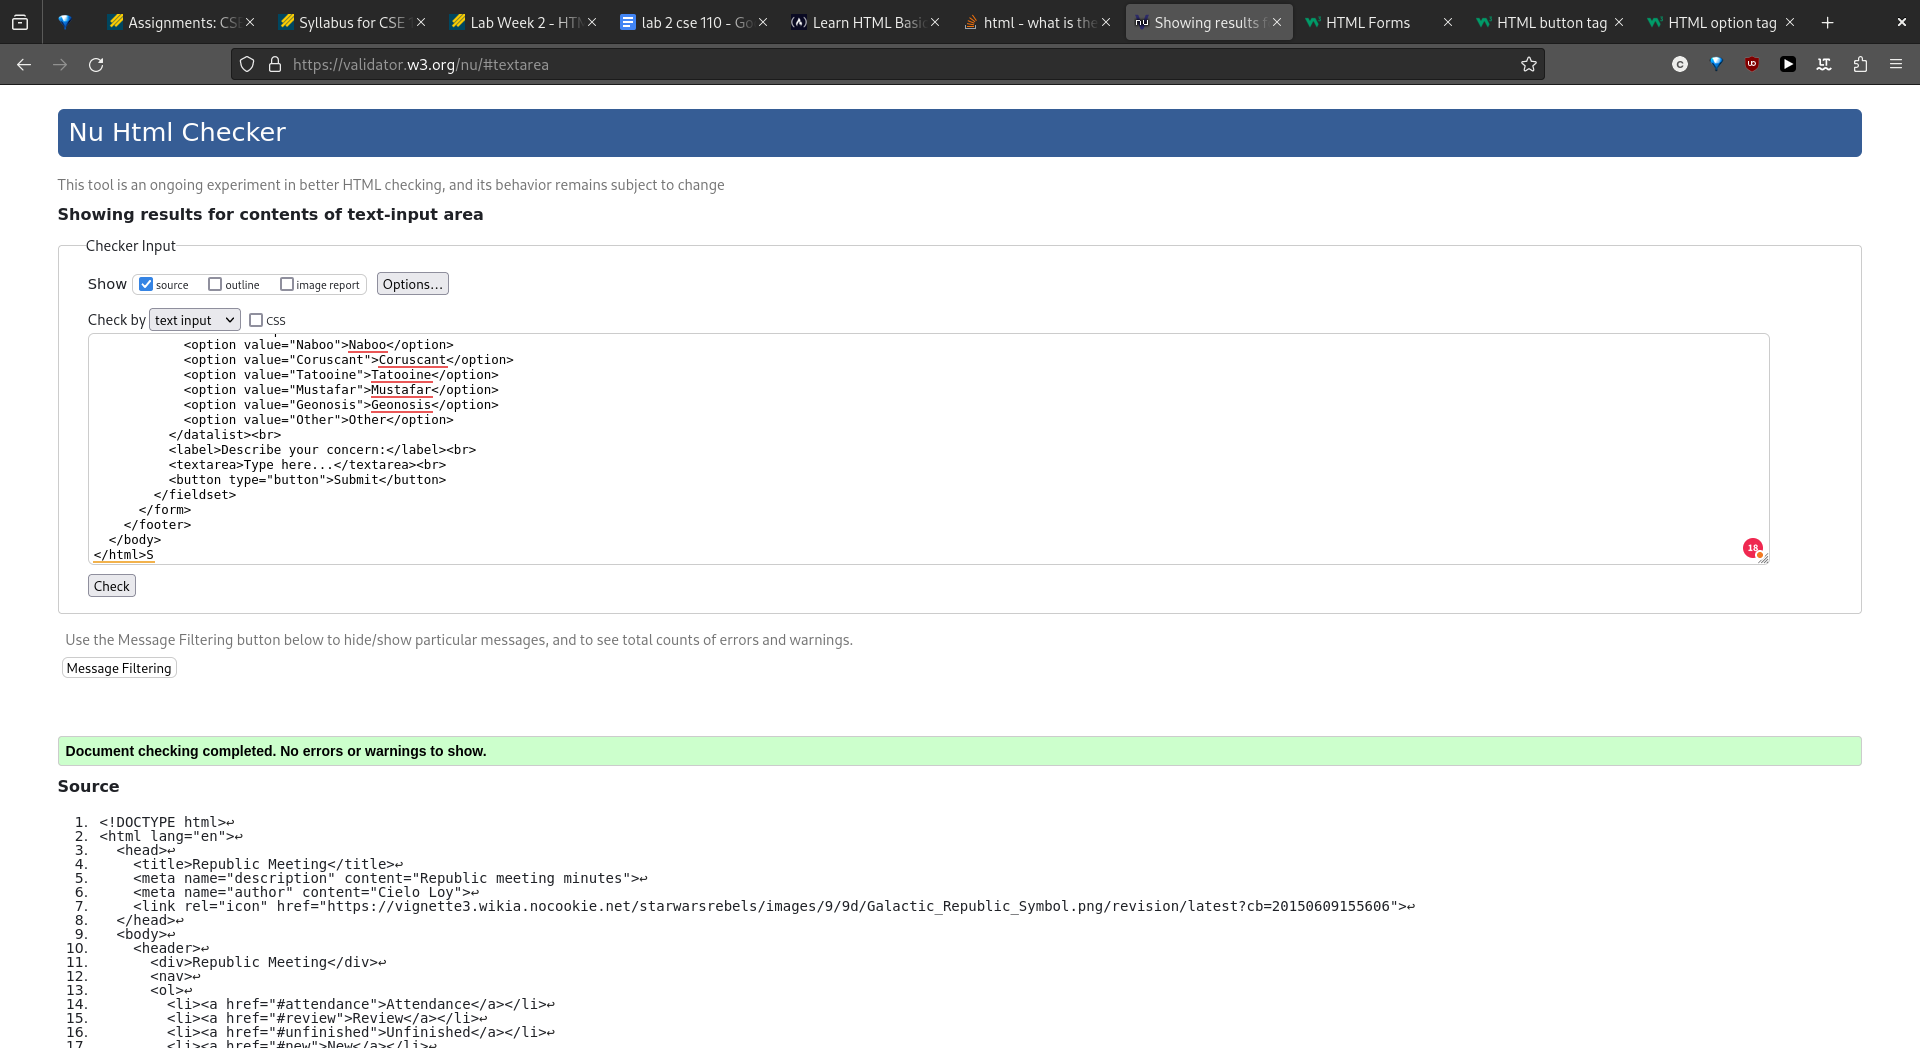 Assignments: CSE
Syllabus for CSE 1
Lab Week 2 - HTM
lab 2 cse 110 - Go
Learn HTML Basic
html - what is the
Showing results f
HTML Forms
HTML button tag
HTML option tag
https://validator.w3.org/nu/#textarea
Nu Html Checker
This tool is an ongoing experiment in better HTML checking, and its behavior remains subject to change
Showing results for contents of text-input area
Checker Input
Show source outline image report Options...
Check by text input CSS
<option value="Naboo">Naboo</option>
<option value="Coruscant">Coruscant</option>
<option value="Tatooine">Tatooine</option>
<option value="Mustafar">Mustafar</option>
<option value="Geonosis">Geonosis</option>
<option value="Other">Other</option>
</datalist><br>
<label>Describe your concern:</label><br>
<textarea>Type here...</textarea><br>
<button type="button">Submit</button>
</fieldset>
</form>
</footer>
</body>
</html>S
18
Check
Use the Message Filtering button below to hide/show particular messages, and to see total counts of errors and warnings.
Message Filtering
Document checking completed. No errors or warnings to show.
Source
1. <!DOCTYPE html>↩
2. <html lang="en">↩
3. <head>↩
4. <title>Republic Meeting</title>↩
5. <meta name="description" content="Republic meeting minutes">↩
6. <meta name="author" content="Cielo Loy">↩
7. <link rel="icon" href="https://vignette3.wikia.nocookie.net/starwarsrebels/images/9/9d/Galactic_Republic_Symbol.png/revision/latest?cb=20150609155606">↩
8. </head>↩
9. <body>↩
10. <header>↩
11. <div>Republic Meeting</div>↩
12. <nav>↩
13. <ol>↩
14. <li><a href="#attendance">Attendance</a></li>↩
15. <li><a href="#review">Review</a></li>↩
16. <li><a href="#unfinished">Unfinished</a></li>↩
17. <li><a href="#new">New</a></li>↩